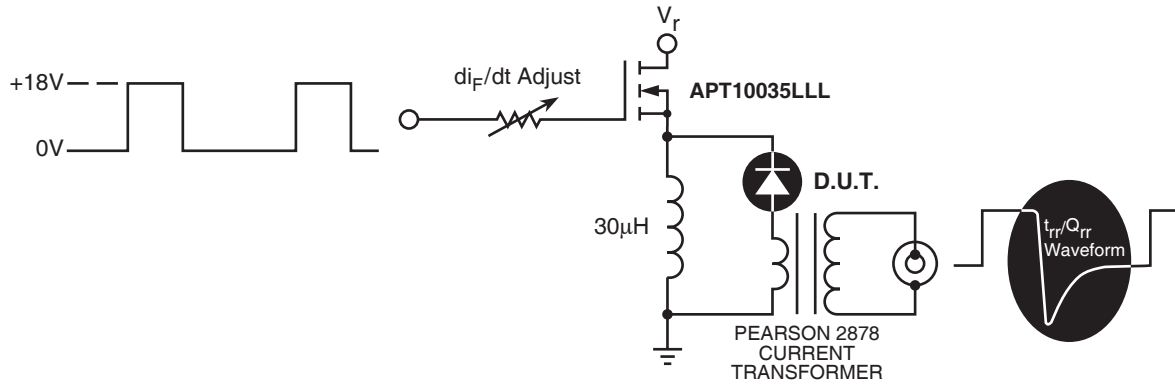 V_r
+18V
0V
di_F/dt Adjust
APT10035LLL
D.U.T.
30μH
t_rr/Q_rr
Waveform
PEARSON 2878
CURRENT
TRANSFORMER